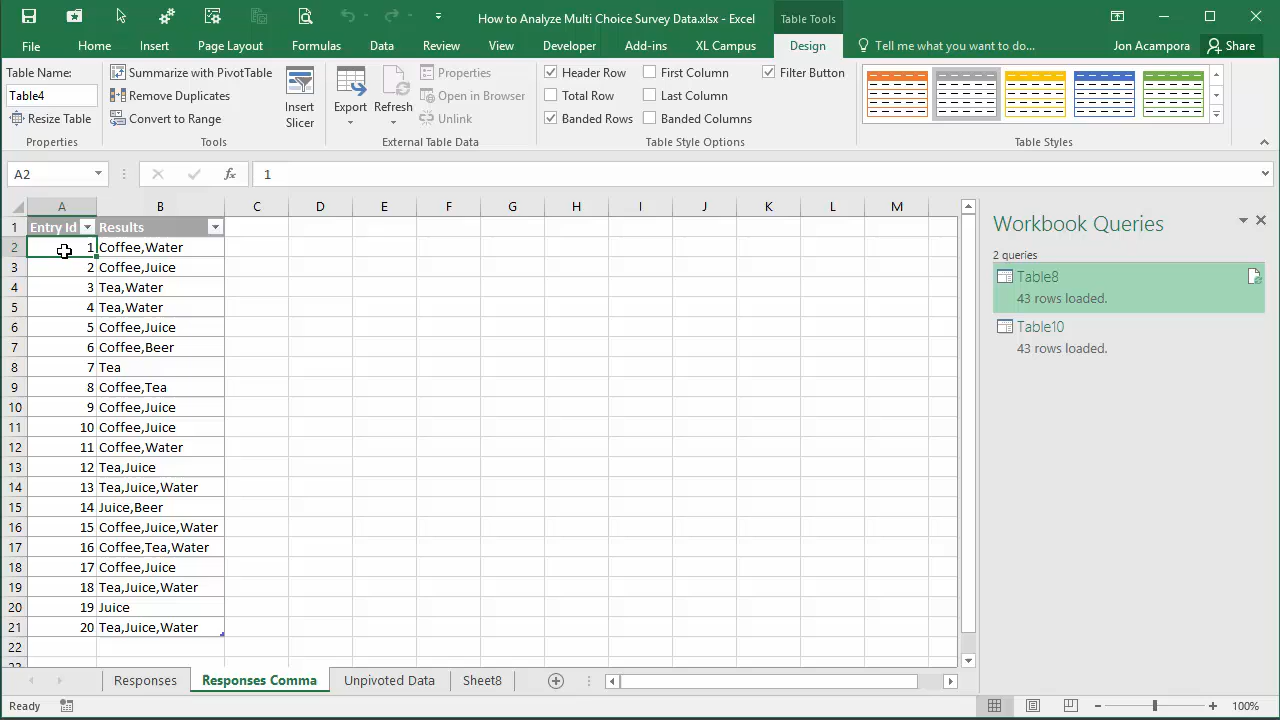 How to Analyze Multi Choice Survey Data.xlsx - Excel
Table Tools
File Home Insert Page Layout Formulas Data Review View Developer Add-ins XL Campus Design Tell me what you want to do... Jon Acampora Share
Table Name:
Table4
Resize Table
Properties
Summarize with PivotTable
Remove Duplicates
Convert to Range
Insert
Slicer
Tools
Export
Refresh
Properties
Open in Browser
Unlink
External Table Data
Header Row First Column Filter Button
Total Row Last Column
Banded Rows Banded Columns
Table Style Options
Table Styles
A2 fx 1
A B C D E F G H I J K L M
1 Entry Id Results
2 1 Coffee,Water
3 2 Coffee,Juice
4 3 Tea,Water
5 4 Tea,Water
6 5 Coffee,Juice
7 6 Coffee,Beer
8 7 Tea
9 8 Coffee,Tea
10 9 Coffee,Juice
11 10 Coffee,Juice
12 11 Coffee,Water
13 12 Tea,Juice
14 13 Tea,Juice,Water
15 14 Juice,Beer
16 15 Coffee,Juice,Water
17 16 Coffee,Tea,Water
18 17 Coffee,Juice
19 18 Tea,Juice,Water
20 19 Juice
21 20 Tea,Juice,Water
22
Workbook Queries
2 queries
Table8
43 rows loaded.
Table10
43 rows loaded.
Responses Responses Comma Unpivoted Data Sheet8
Ready 100%